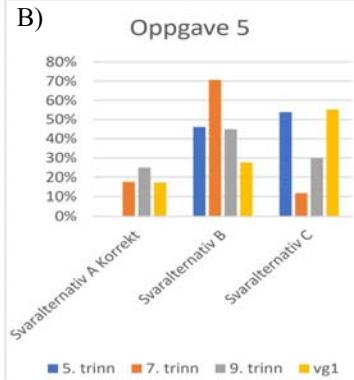 B)
Oppgave 5
80%
70%
60%
50%
40%
30%
20%
10%
0%
Svaralternativ A Korrekt
Svaralternativ B
Svaralternativ C
5. trinn 7. trinn 9. trinn vg1